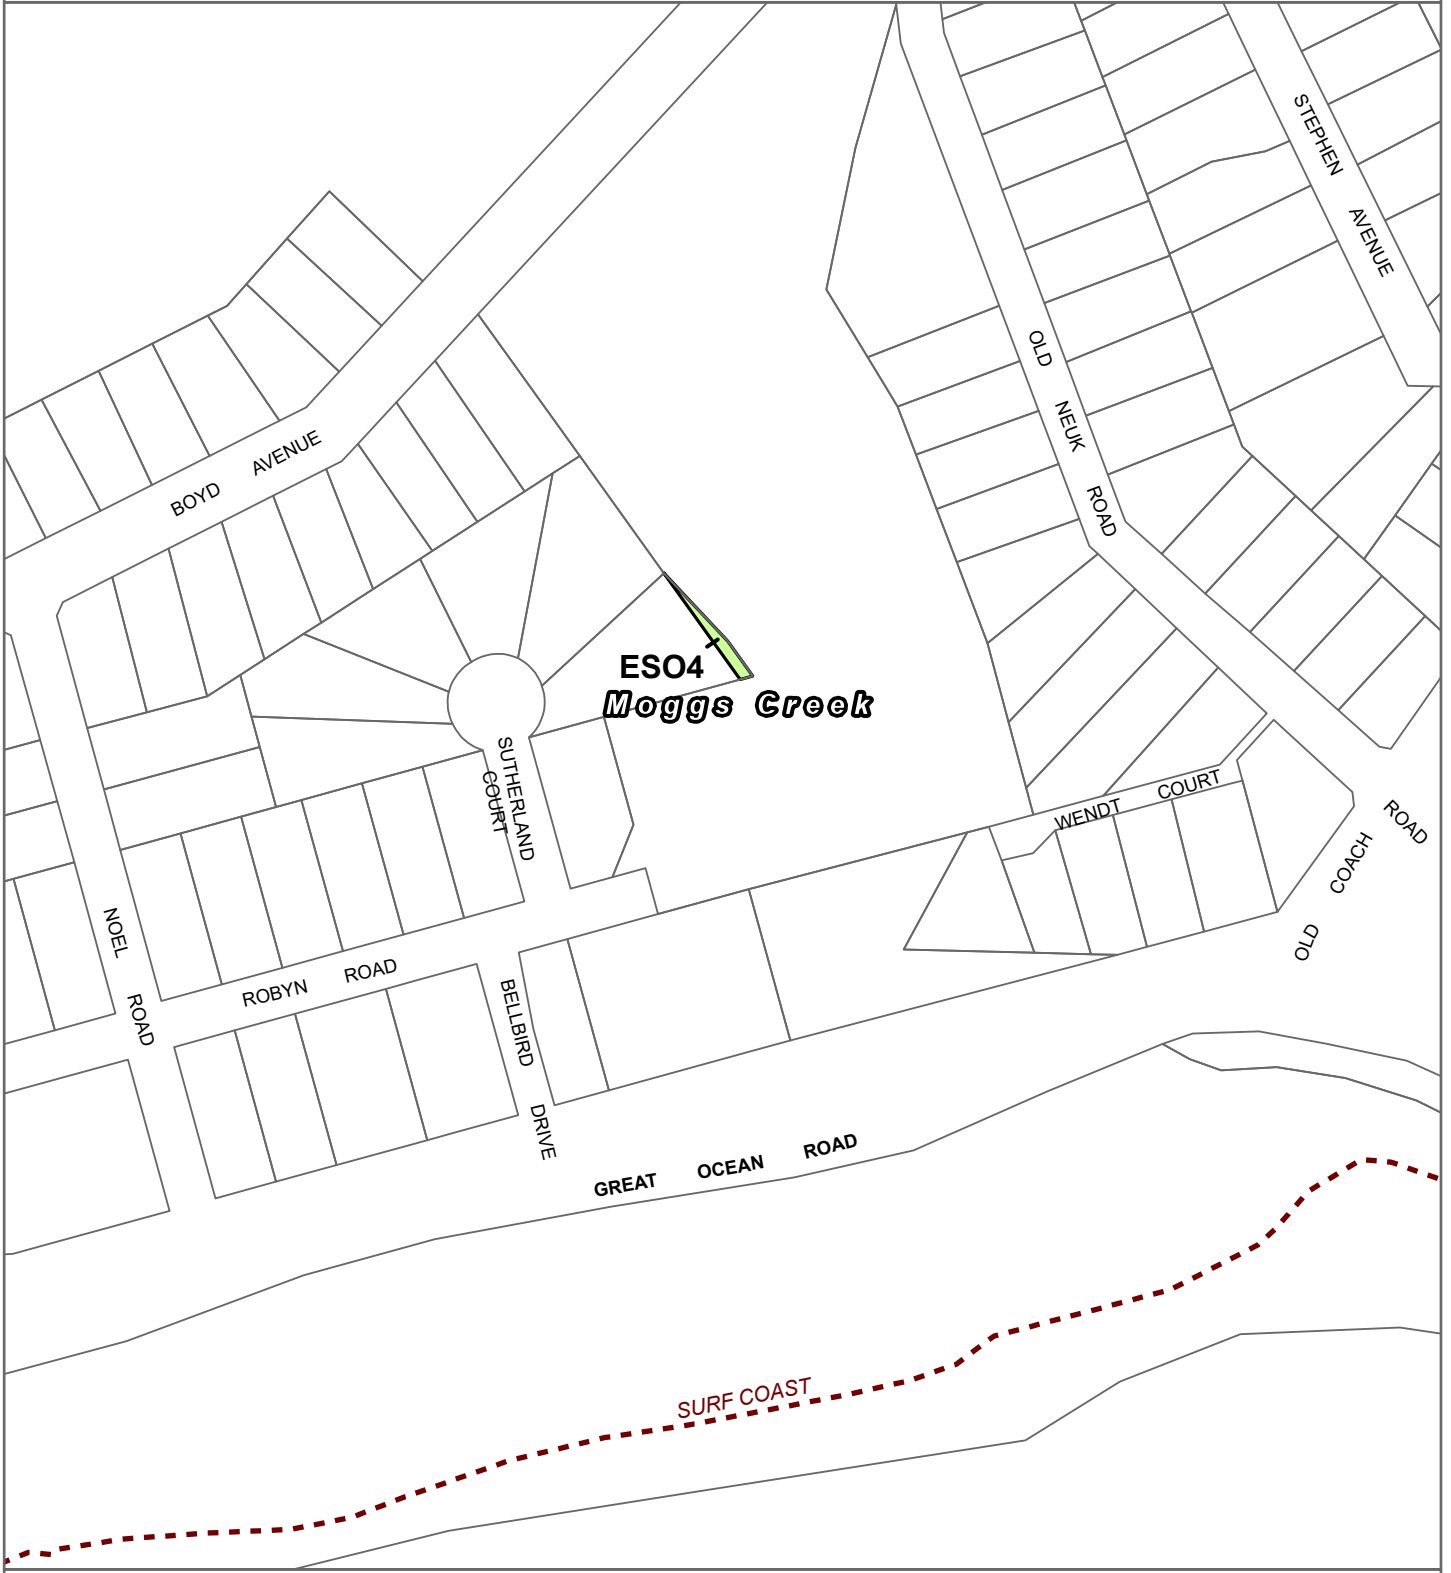 STEPHEN AVENUE
OLD NEUK ROAD
BOYD AVENUE
ESO4
Moggs Creek
SUTHERLAND
COURT
WENDT COURT
OLD COACH ROAD
NOEL ROAD
ROBYN ROAD
BELLBIRD DRIVE
GREAT OCEAN ROAD
SURF COAST